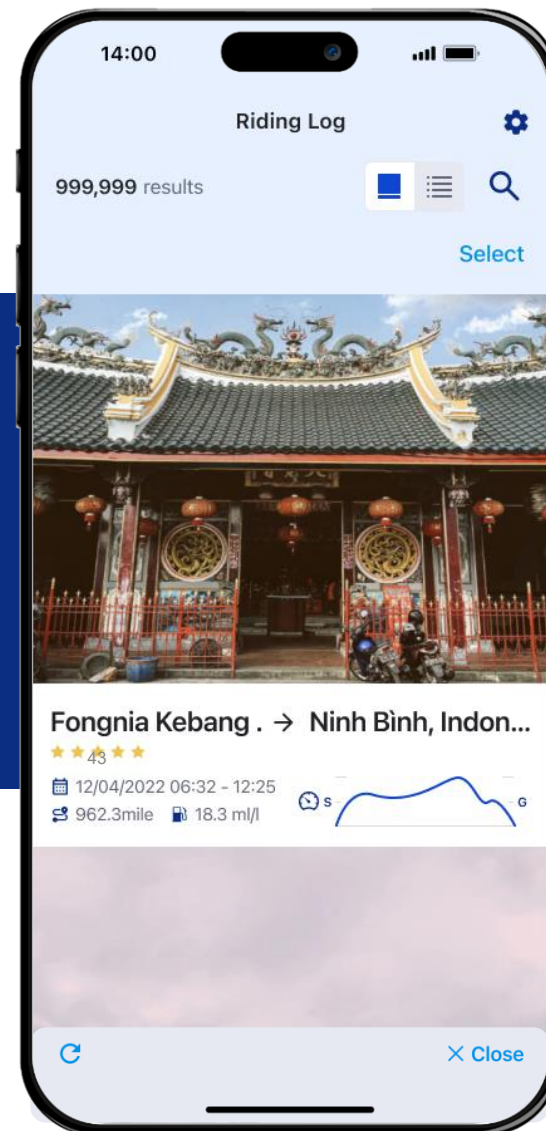 14:00
Riding Log
999,999 results
Select
Fongnia Kebang . → Ninh Bình, Indon...
43
12/04/2022 06:32 - 12:25
S
G
962.3mile 18.3 ml/l
Close